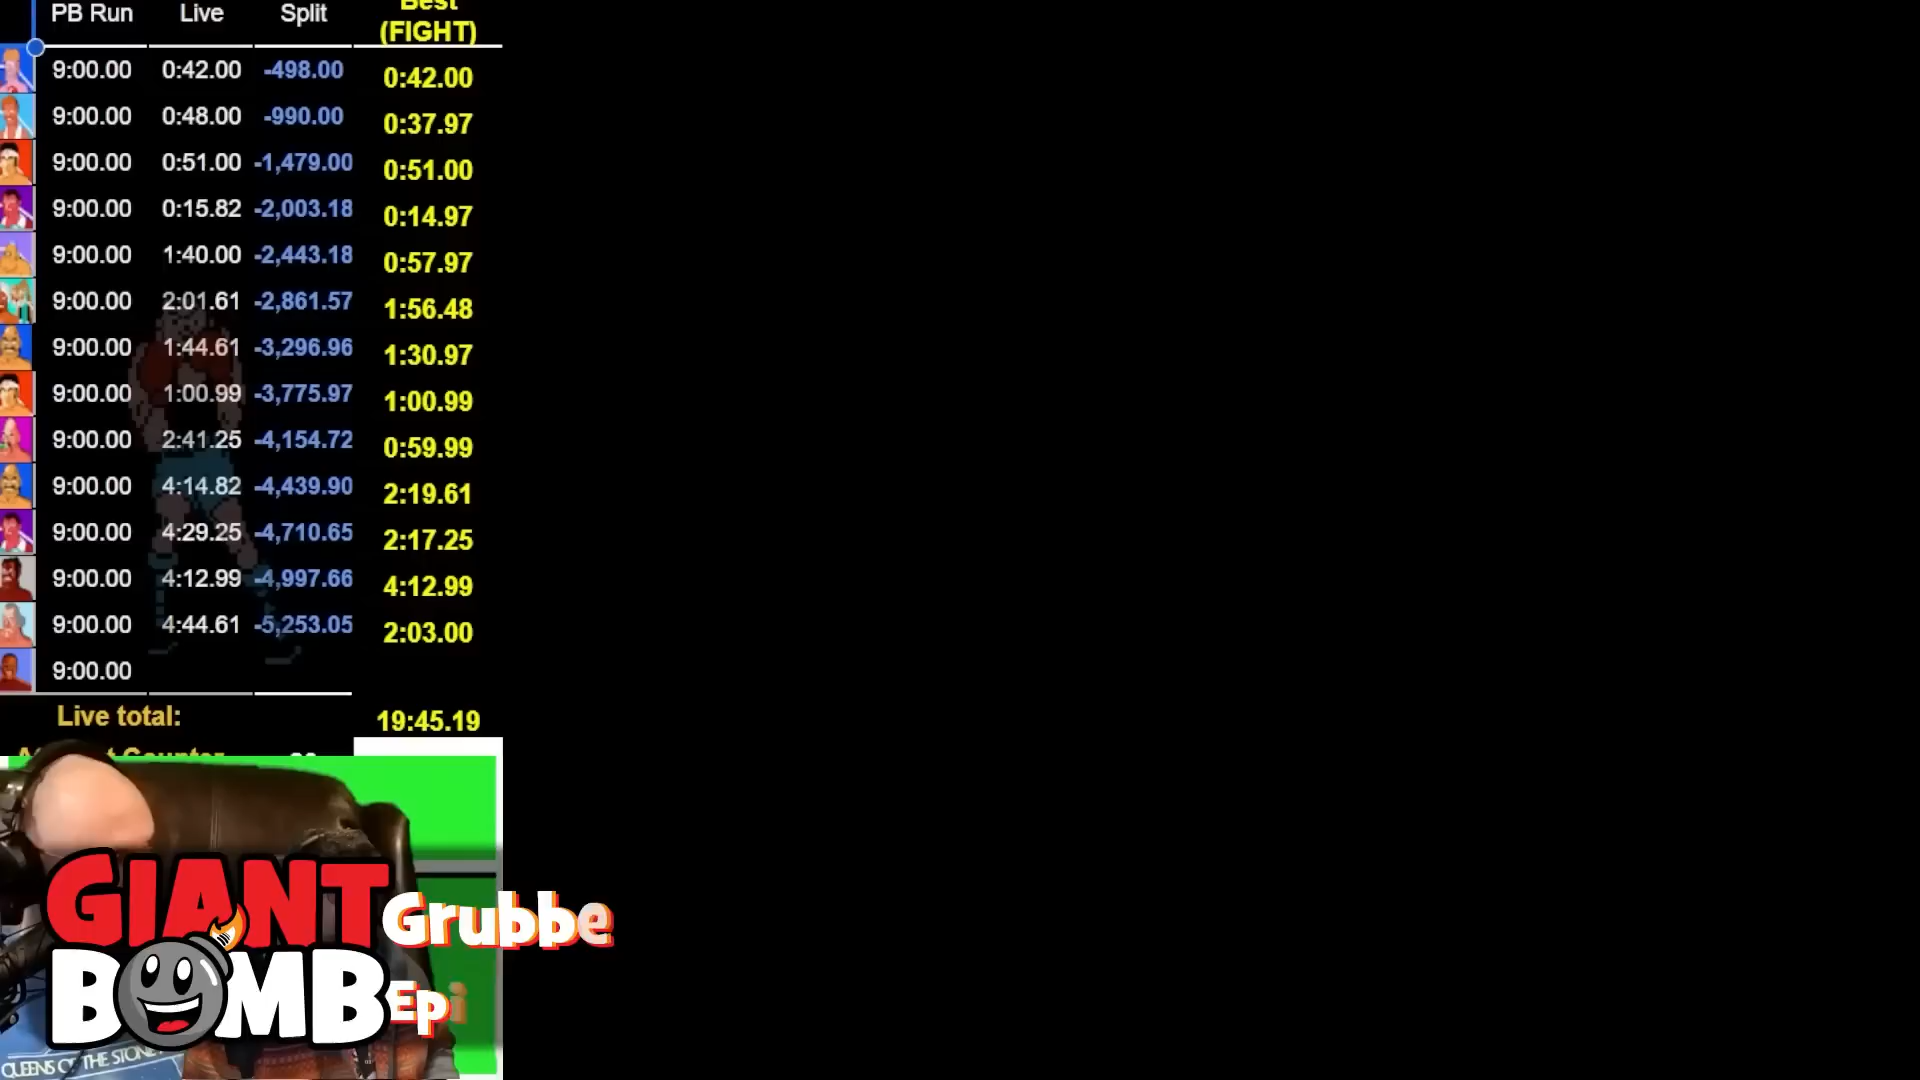 PB Run Live Split Best
(FIGHT)
9:00.00 0:42.00 -498.00 0:42.00
9:00.00 0:48.00 -990.00 0:37.97
9:00.00 0:51.00 -1,479.00 0:51.00
9:00.00 0:15.82 -2,003.18 0:14.97
9:00.00 1:40.00 -2,443.18 0:57.97
9:00.00 2:01.61 -2,861.57 1:56.48
9:00.00 1:44.61 -3,296.96 1:30.97
9:00.00 1:00.99 -3,775.97 1:00.99
9:00.00 2:41.25 -4,154.72 0:59.99
9:00.00 4:14.82 -4,439.90 2:19.61
9:00.00 4:29.25 -4,710.65 2:17.25
9:00.00 4:12.99 -4,997.66 4:12.99
9:00.00 4:44.61 -5,253.05 2:03.00
9:00.00
Live total: 19:45.19
GIANT Grubbe
BOMB Epi
QUEENS OF THE STONE